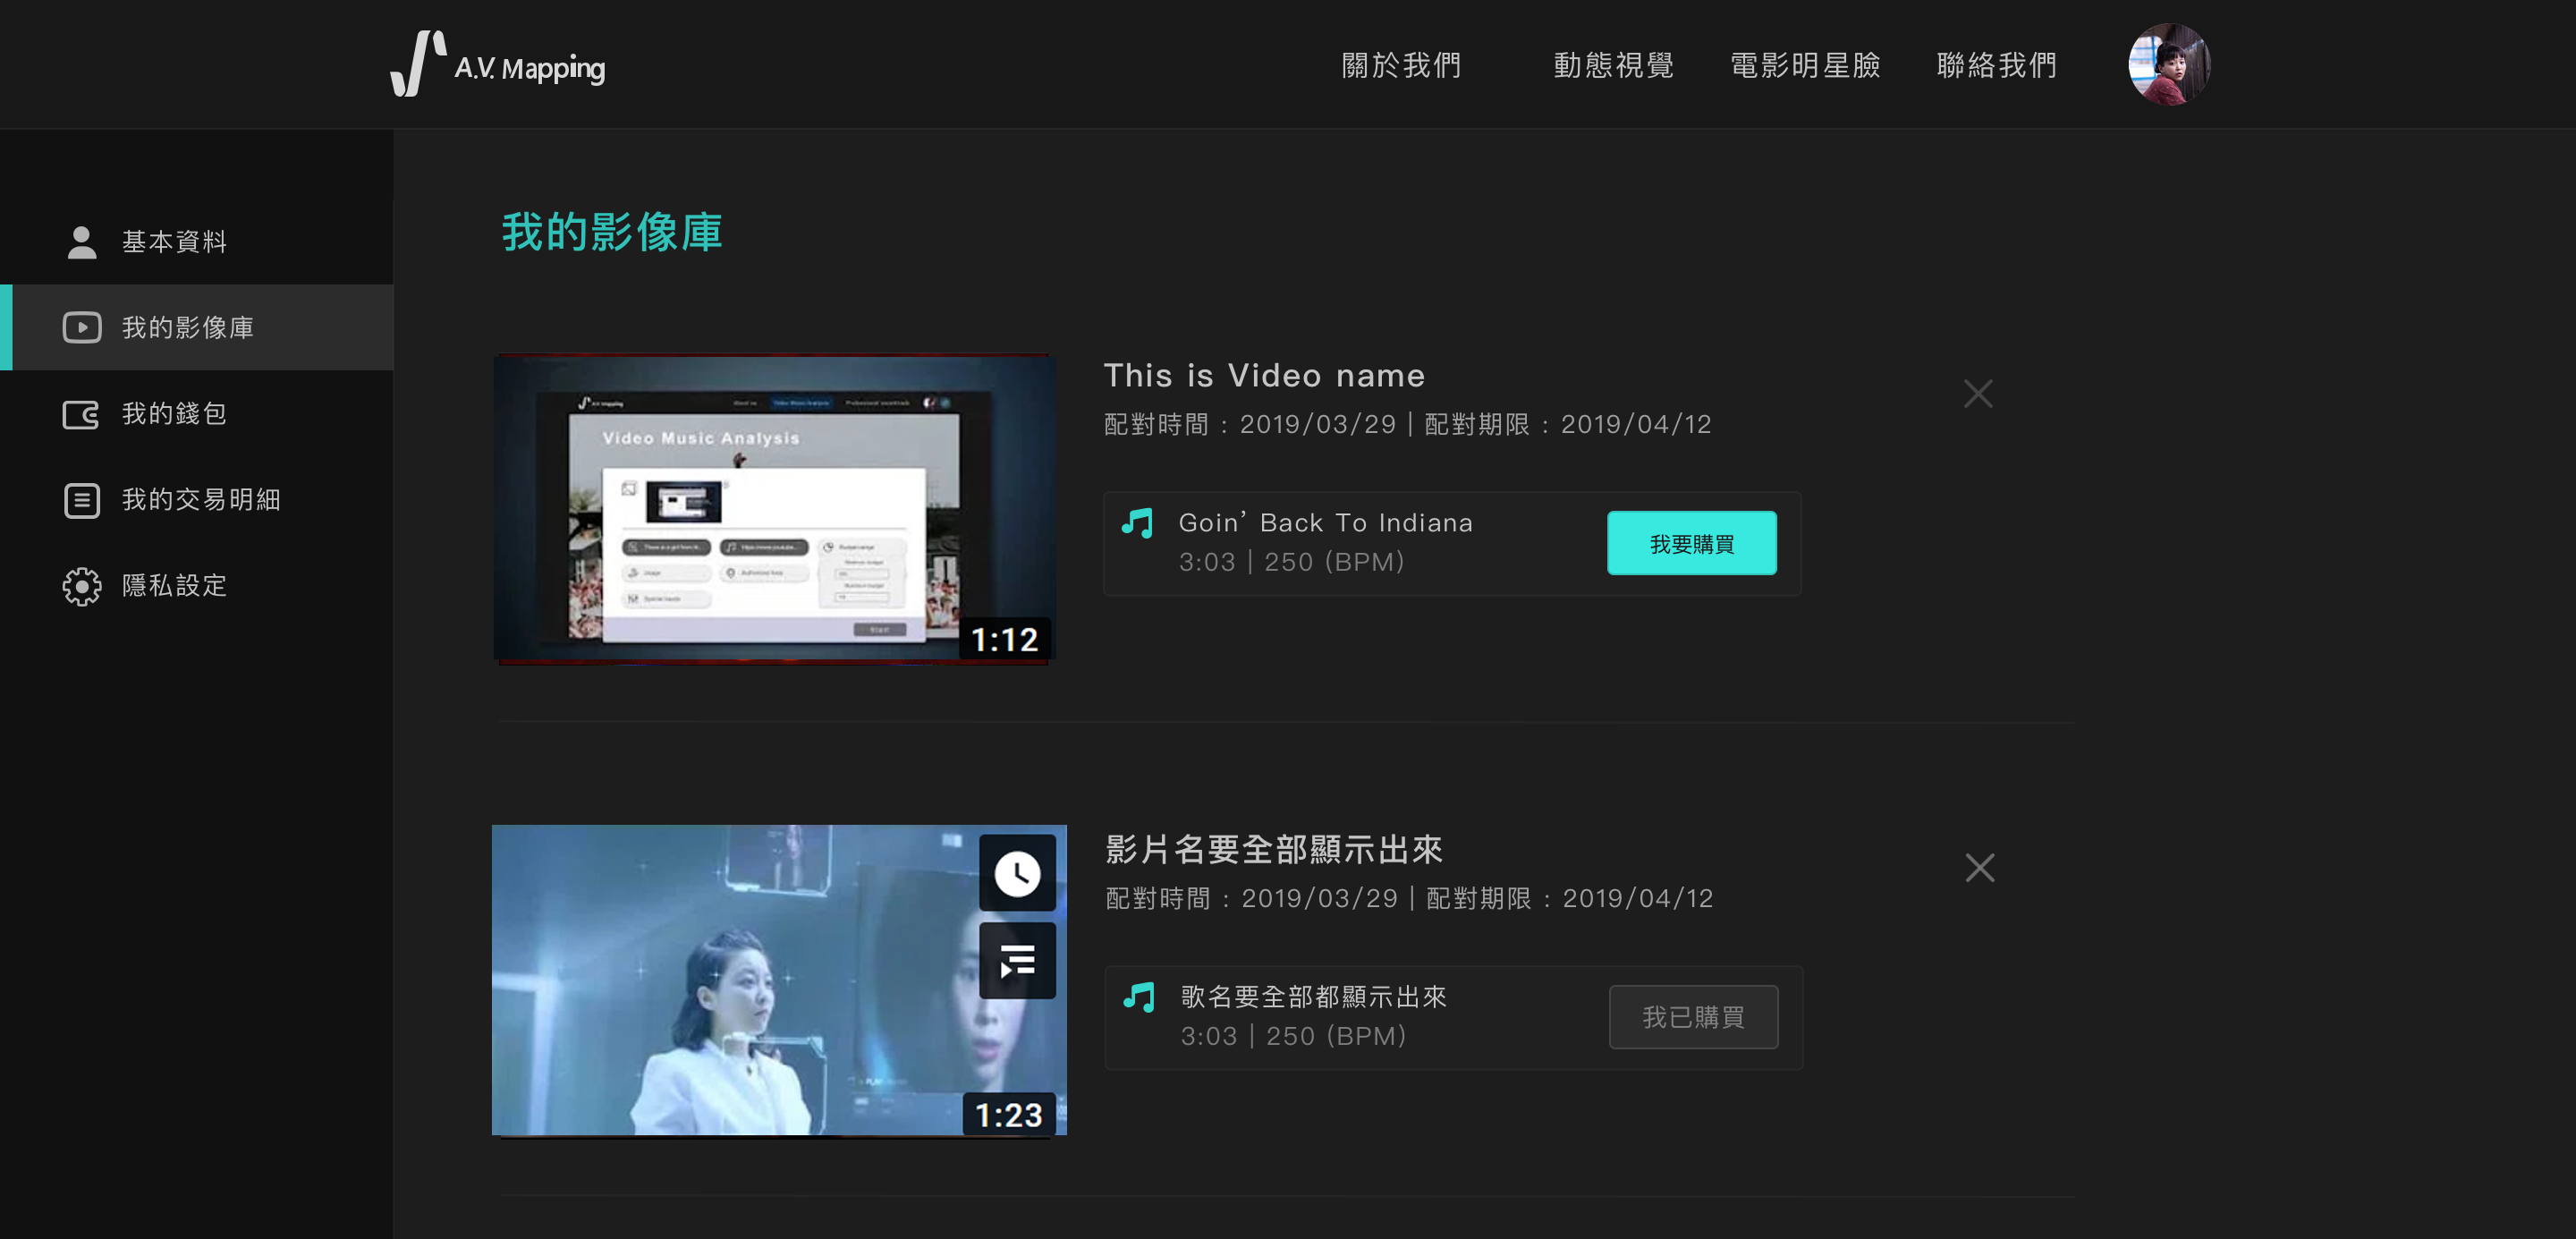 A.V. Mapping
關於我們
動態視覺
電影明星臉
聯絡我們
基本資料
我的影像庫
我的錢包
我的交易明細
隱私設定
我的影像庫
Video Music Analysis
Start
1:12
This is Video name
配對時間：2019/03/29 | 配對期限：2019/04/12
Goin’ Back To Indiana
3:03 | 250 (BPM)
我要購買
1:23
影片名要全部顯示出來
配對時間：2019/03/29 | 配對期限：2019/04/12
歌名要全部都顯示出來
3:03 | 250 (BPM)
我已購買